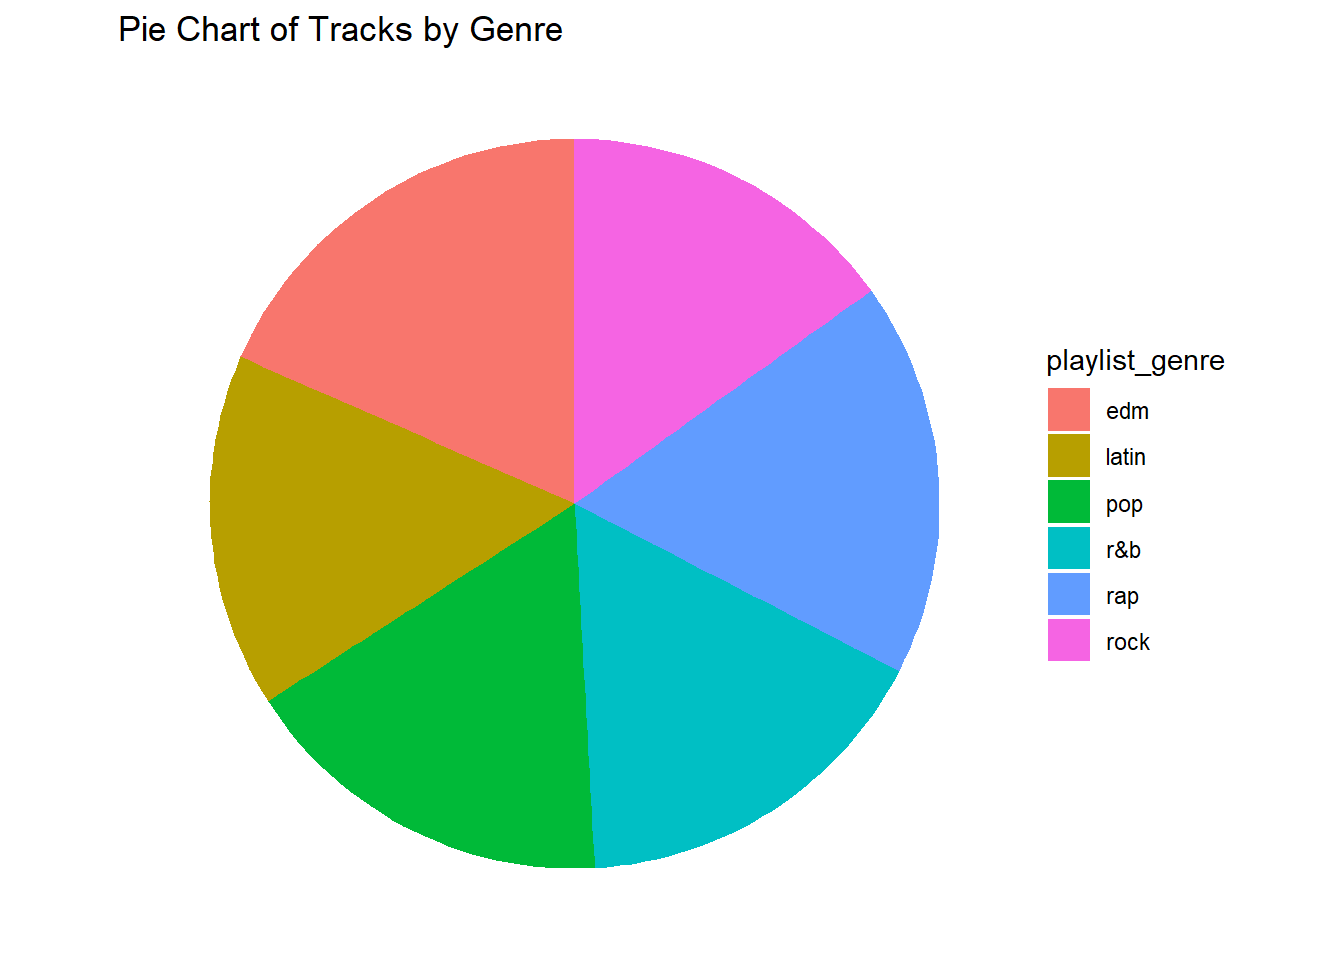 Pie Chart of Tracks by Genre
playlist_genre
edm
latin
pop
r&b
rap
rock